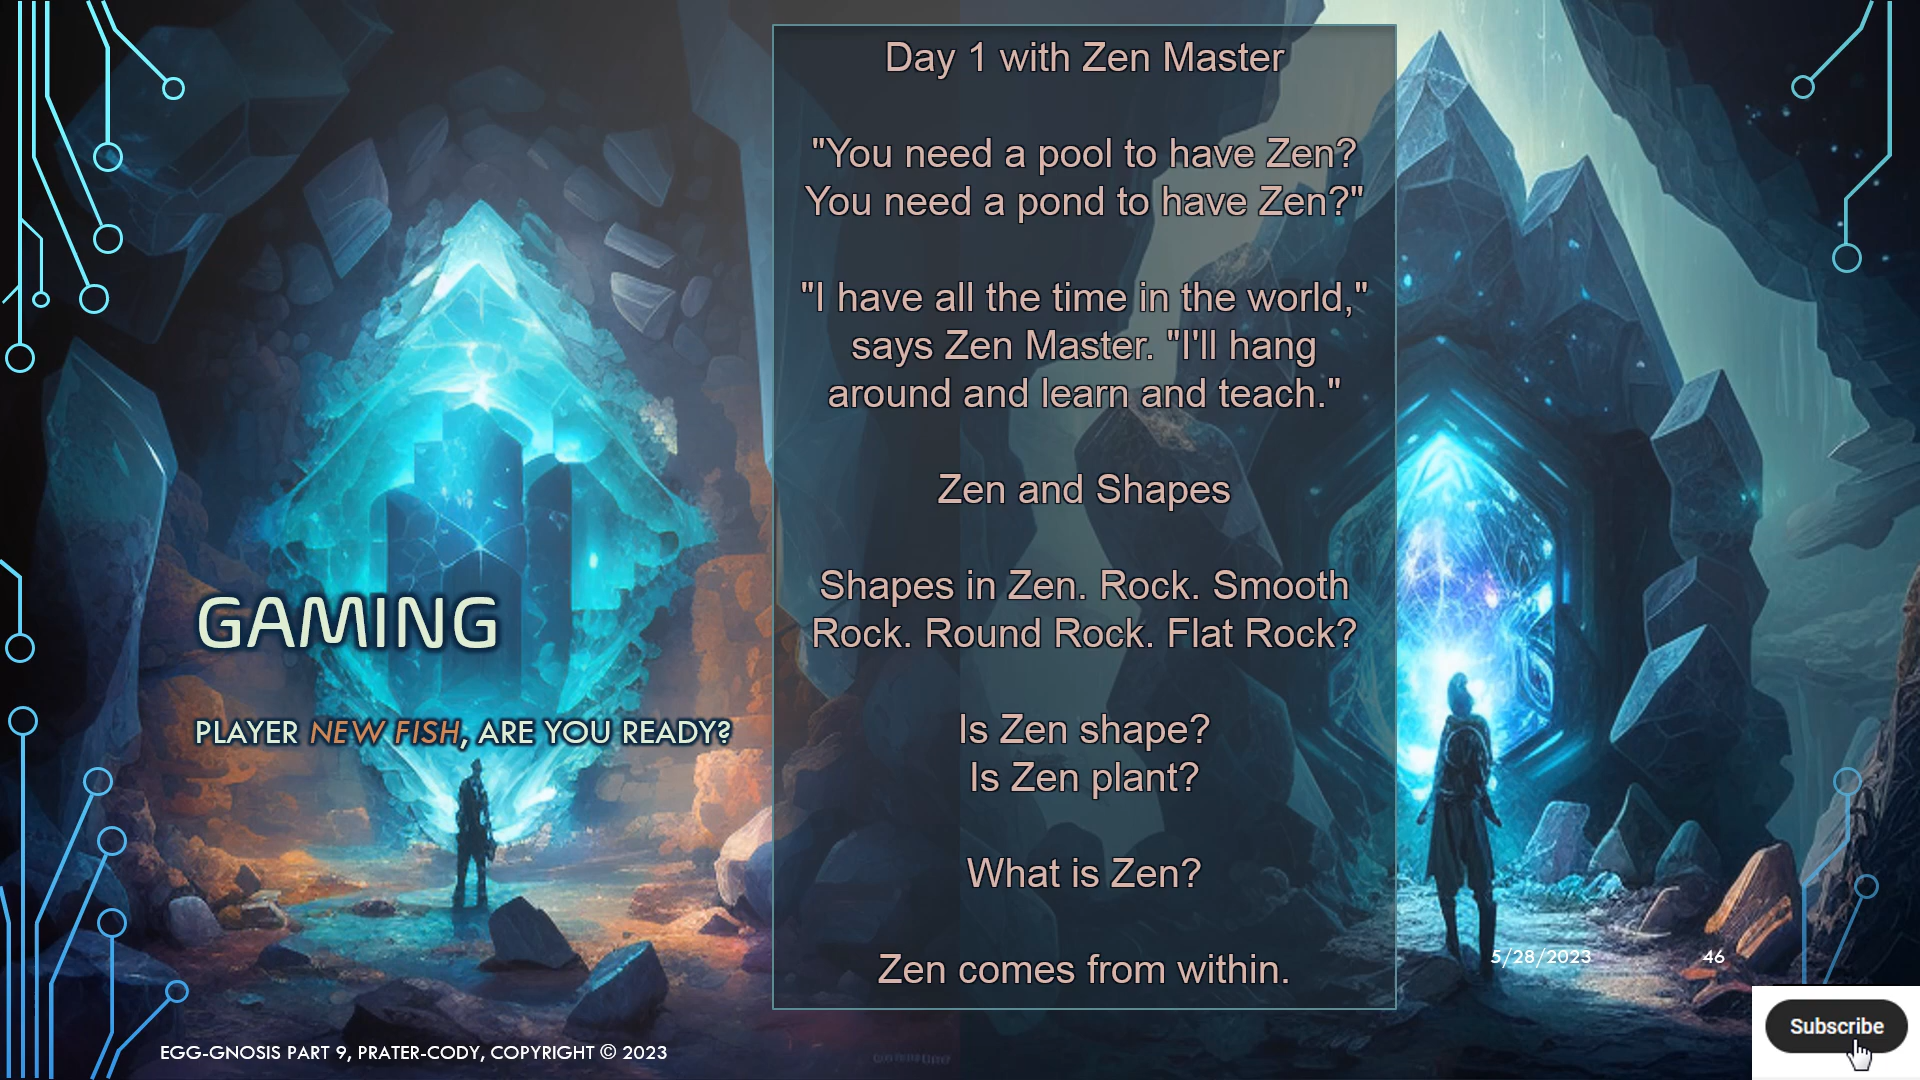 Day 1 with Zen Master
"You need a pool to have Zen?
You need a pond to have Zen?"
"I have all the time in the world,"
says Zen Master. "I'll hang
around and learn and teach."
Zen and Shapes
Shapes in Zen. Rock. Smooth
Rock. Round Rock. Flat Rock?
Is Zen shape?
Is Zen plant?
What is Zen?
Zen comes from within.
GAMING
PLAYER NEW FISH, ARE YOU READY?
5/28/2023
46
EGG-GNOSIS PART 9, PRATER-CODY, COPYRIGHT © 2023
Subscribe